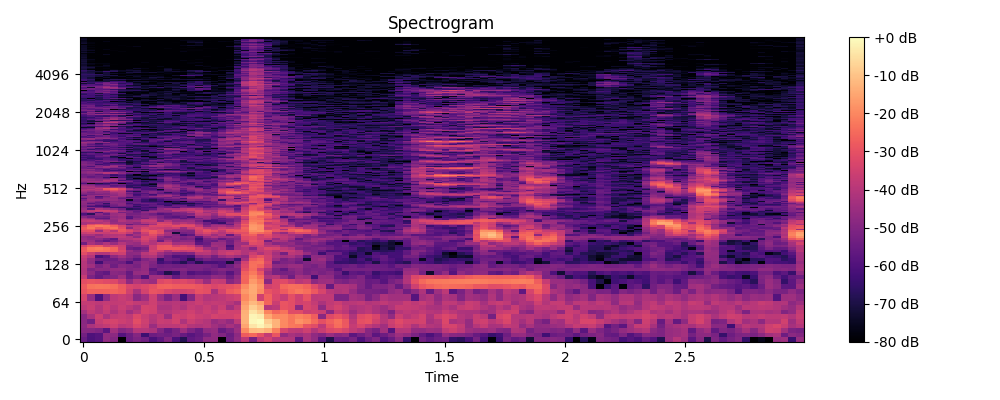 Spectrogram
Hz
4096
2048
1024
512
256
128
64
0
0
0.5
1
1.5
2
2.5
Time
+0 dB
-10 dB
-20 dB
-30 dB
-40 dB
-50 dB
-60 dB
-70 dB
-80 dB